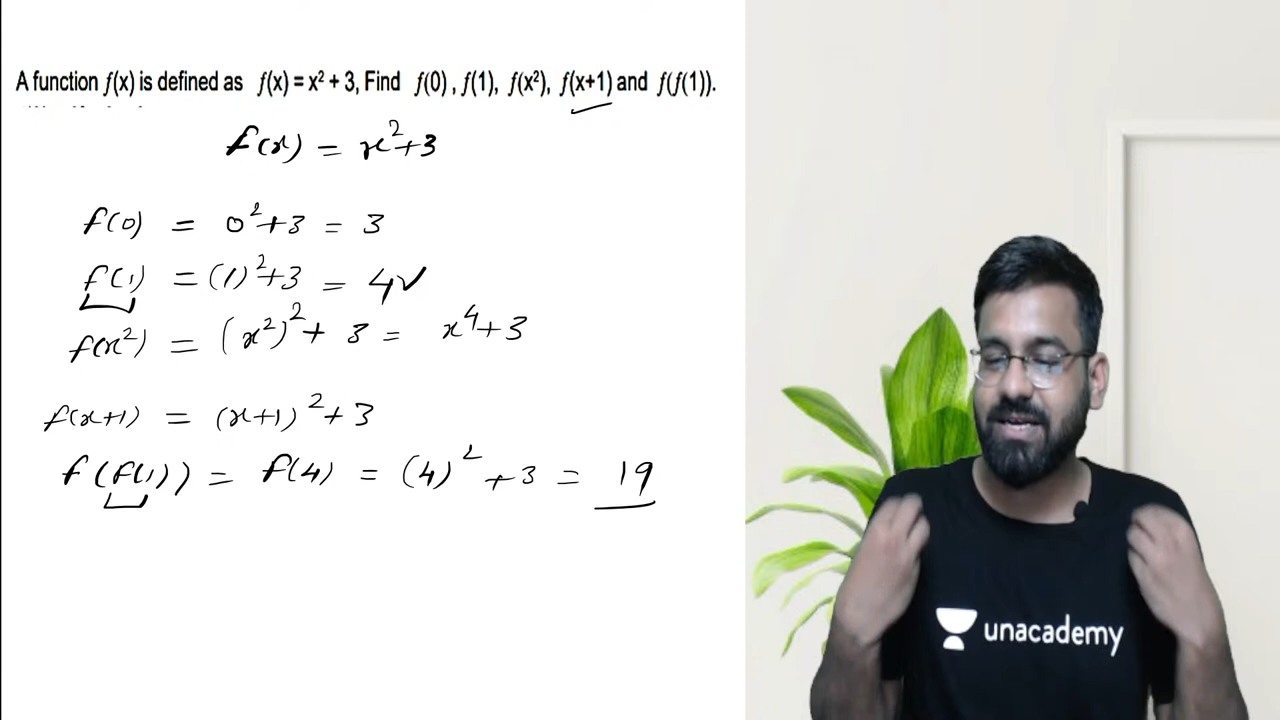 A function f(x) is defined as f(x) = x² + 3, Find f(0) , f(1), f(x²), f(x+1) and f(f(1)).
f(x) = x²+3
f(0) = 0²+3 = 3
f(1) = (1)²+3 = 4✓
f(x²) = (x²)²+ 3 = x⁴+3
f(x+1) = (x+1)²+3
f(f(1)) = f(4) = (4)²+3 = 19
unacademy